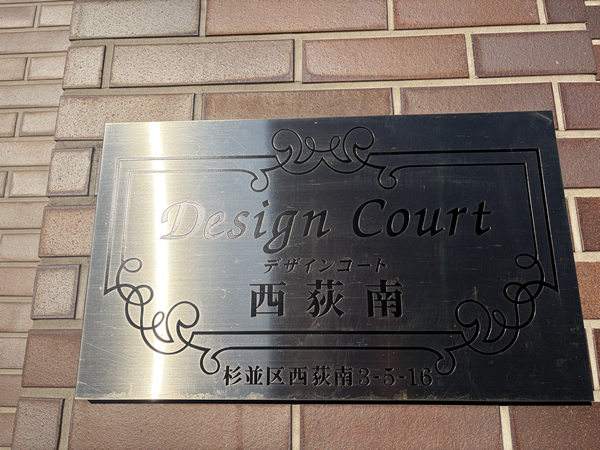 Design Court
デザインコート
西荻南
杉並区西荻南3-5-16